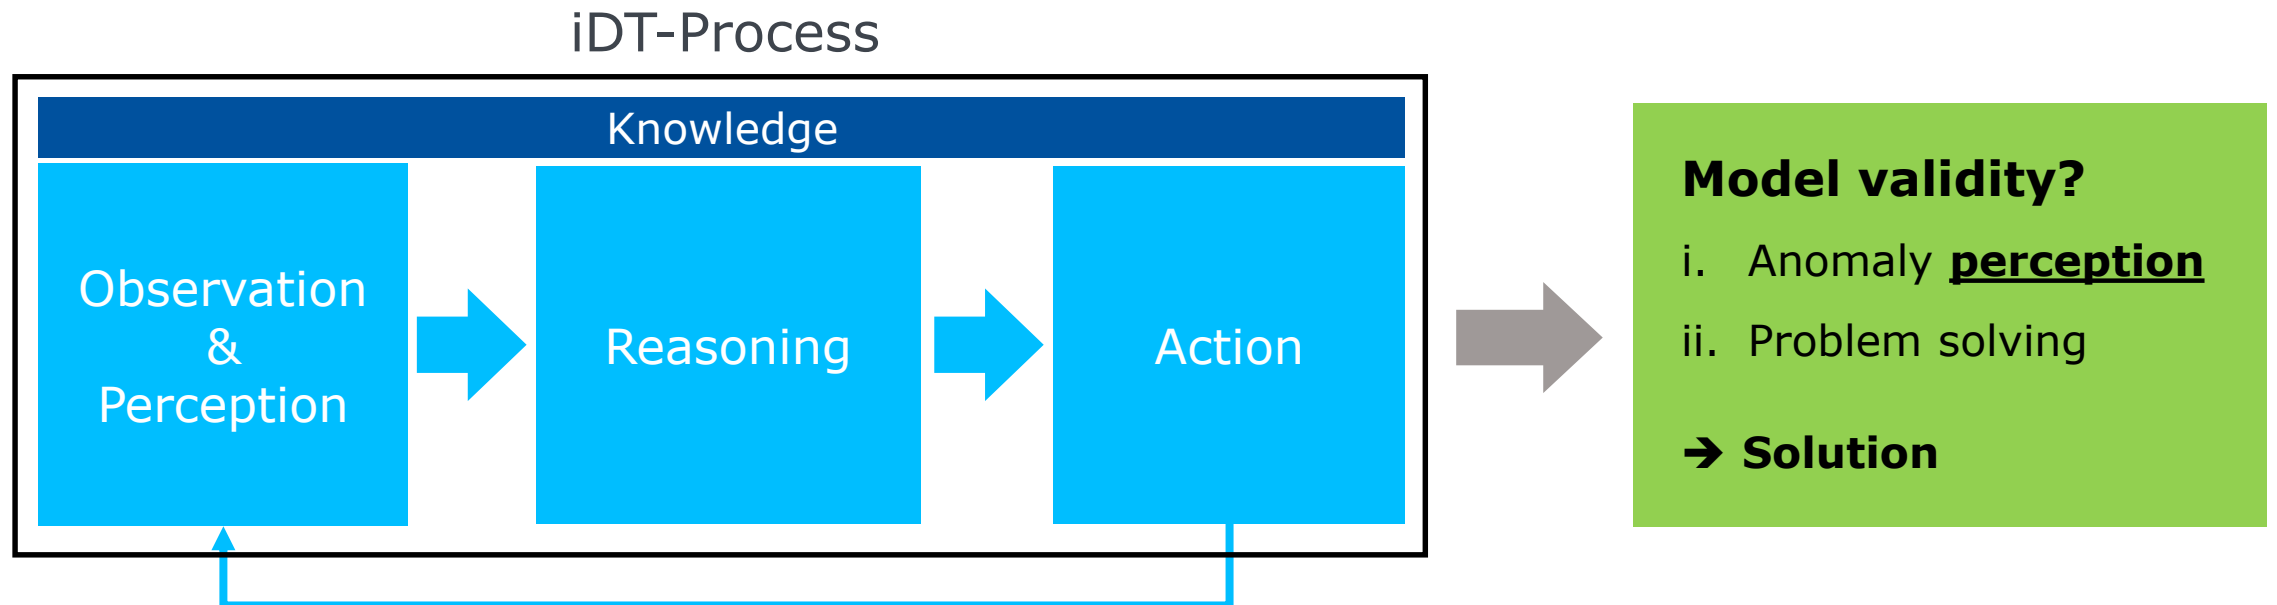 iDT-Process
Knowledge
Observation
&
Perception
Reasoning
Action
Model validity?
i. Anomaly perception
ii. Problem solving
➔ Solution